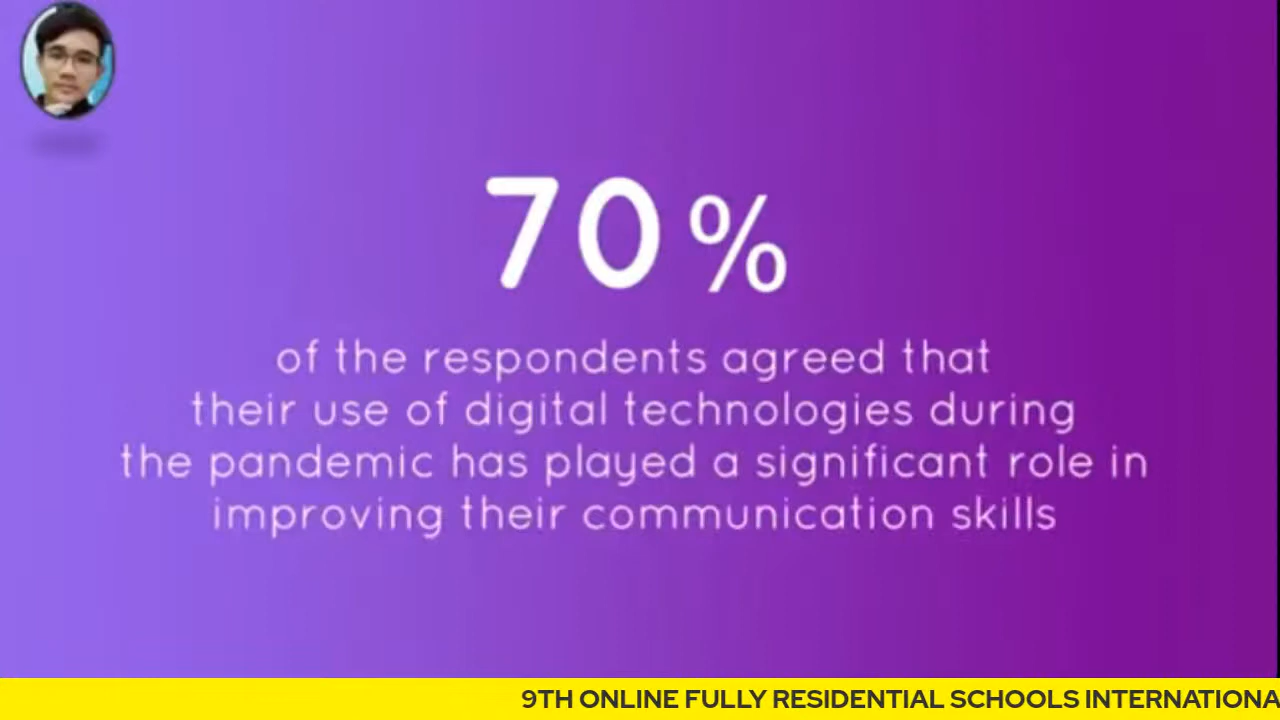 70%
of the respondents agreed that
their use of digital technologies during
the pandemic has played a significant role in
improving their communication skills
9TH ONLINE FULLY RESIDENTIAL SCHOOLS INTERNATIONA